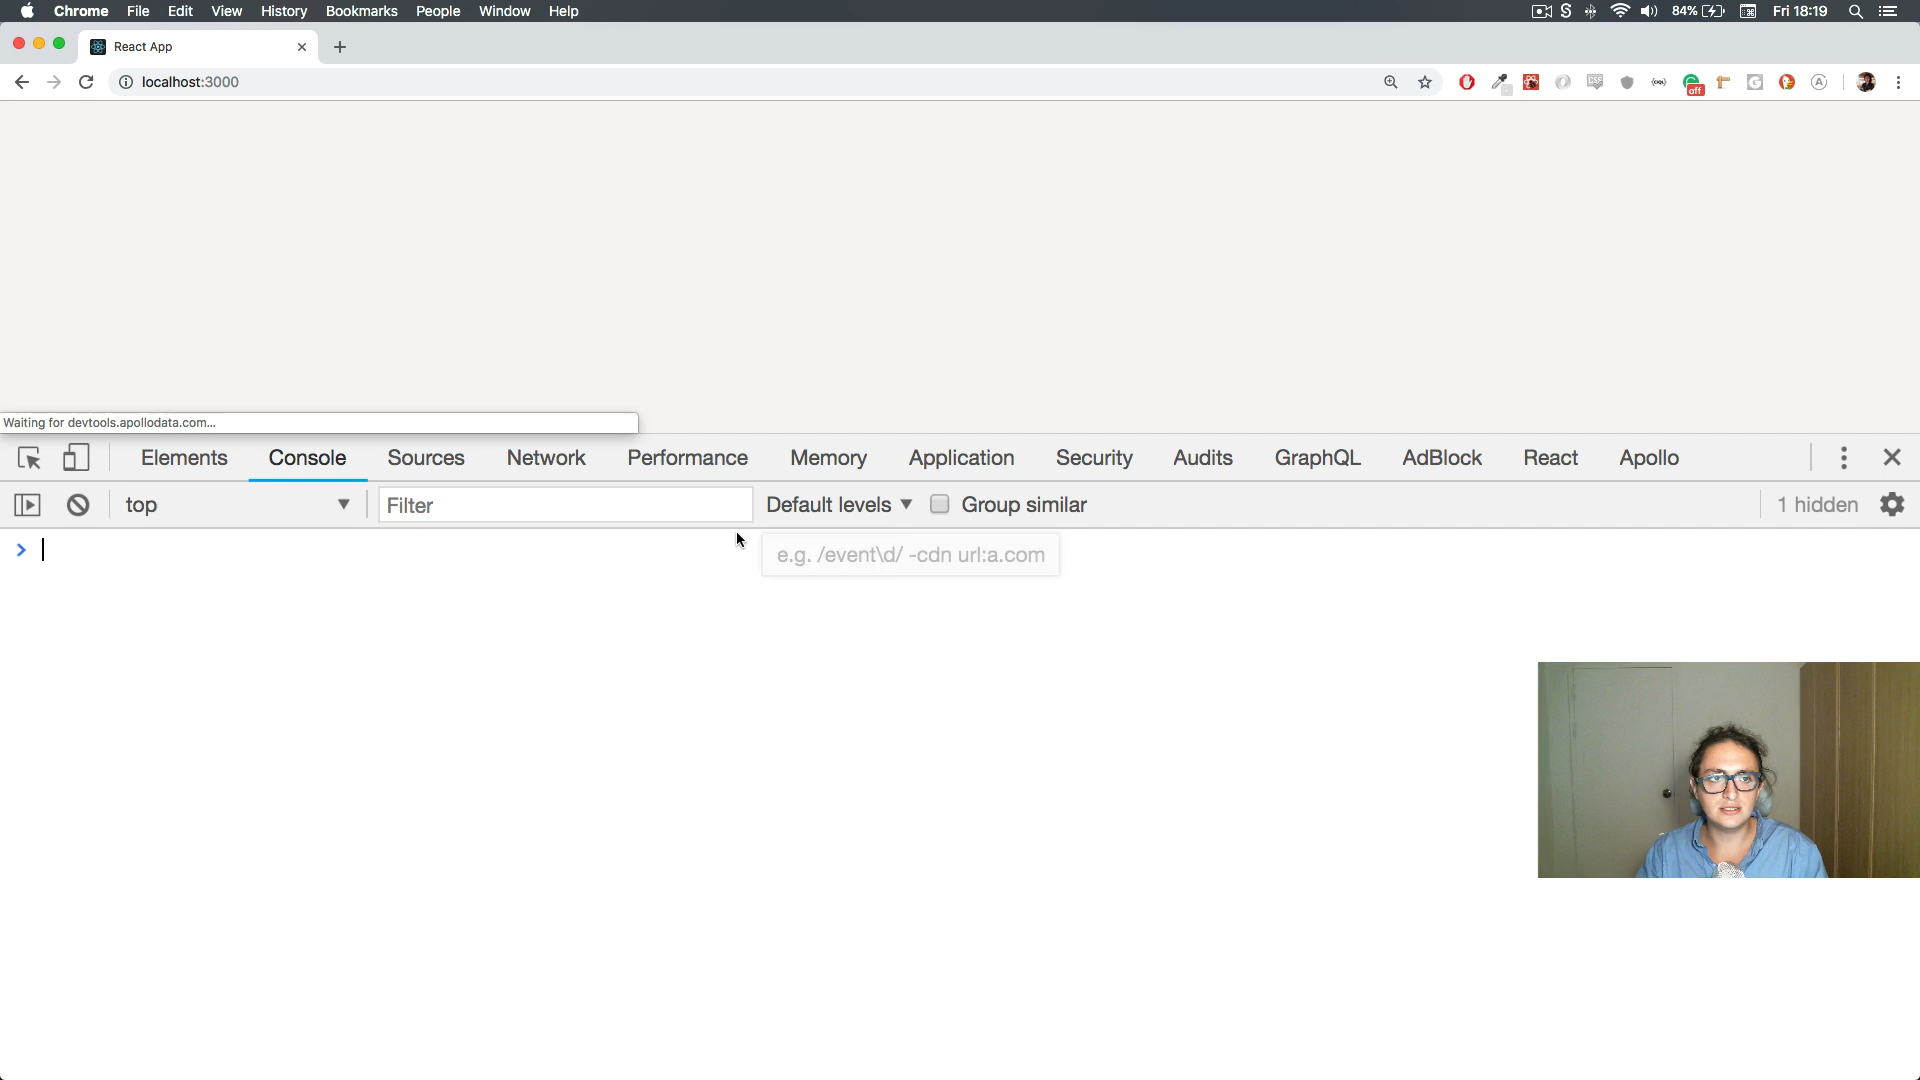 Chrome File Edit View History Bookmarks People Window Help 84% Fri 18:19
React App
localhost:3000
off
Waiting for devtools.apollodata.com...
Elements Console Sources Network Performance Memory Application Security Audits GraphQL AdBlock React Apollo
top Filter Default levels Group similar 1 hidden
e.g. /event\d/ -cdn url:a.com